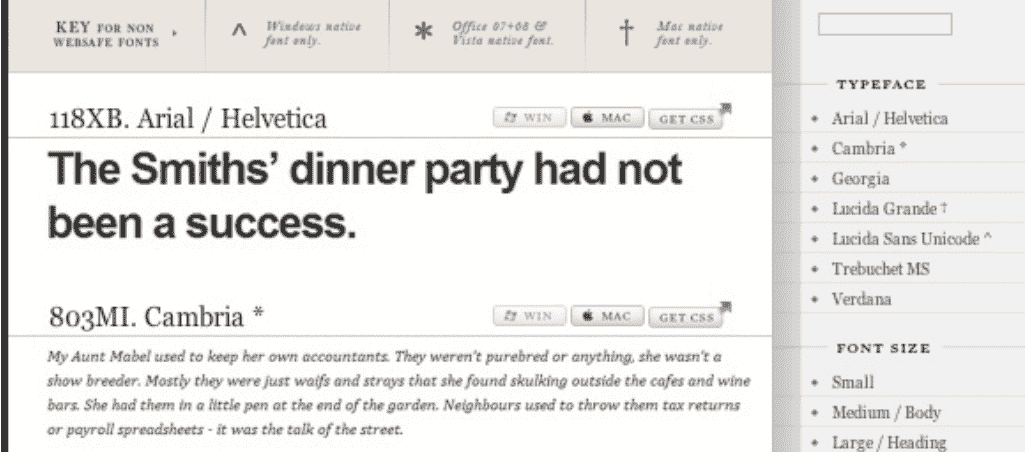 KEY FOR NON
WEBSAFE FONTS
^ Windows native
font only.
* Office 07+08 &
Vista native font.
† Mac native
font only.
118XB. Arial / Helvetica
WIN
MAC
GET CSS
The Smiths’ dinner party had not
been a success.
803MI. Cambria *
WIN
MAC
GET CSS
My Aunt Mabel used to keep her own accountants. They weren't purebred or anything, she wasn't a
show breeder. Mostly they were just waifs and strays that she found skulking outside the cafes and wine
bars. She had them in a little pen at the end of the garden. Neighbours used to throw them tax returns
or payroll spreadsheets - it was the talk of the street.
TYPEFACE
Arial / Helvetica
Cambria *
Georgia
Lucida Grande †
Lucida Sans Unicode ^
Trebuchet MS
Verdana
FONT SIZE
Small
Medium / Body
Large / Heading